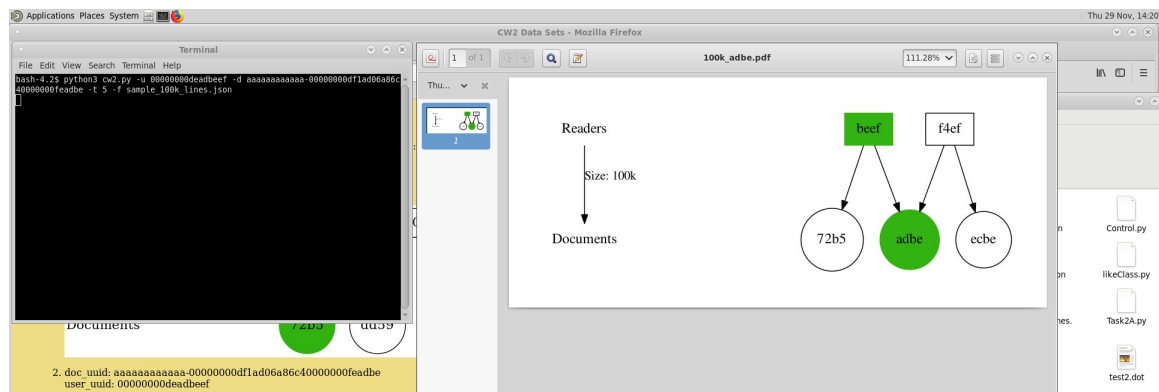 Applications Places System
Thu 29 Nov, 14:20
CW2 Data Sets - Mozilla Firefox
Terminal
File Edit View Search Terminal Help
bash-4.2$ python3 cw2.py -u 00000000deadbeef -d aaaaaaaaaaaa-00000000df1ad06a86c
40000000feadbe -t 5 -f sample_100k_lines.json
1 of 1
100k_adbe.pdf
111.28%
Thu...
1
Readers
Size: 100k
Documents
beef
f4ef
72b5
adbe
ecbe
Control.py
likeClass.py
nes.
Task2A.py
test2.dot
Documents
72b5
dd59
2. doc_uuid: aaaaaaaaaaaa-00000000df1ad06a86c40000000feadbe
user_uuid: 00000000deadbeef